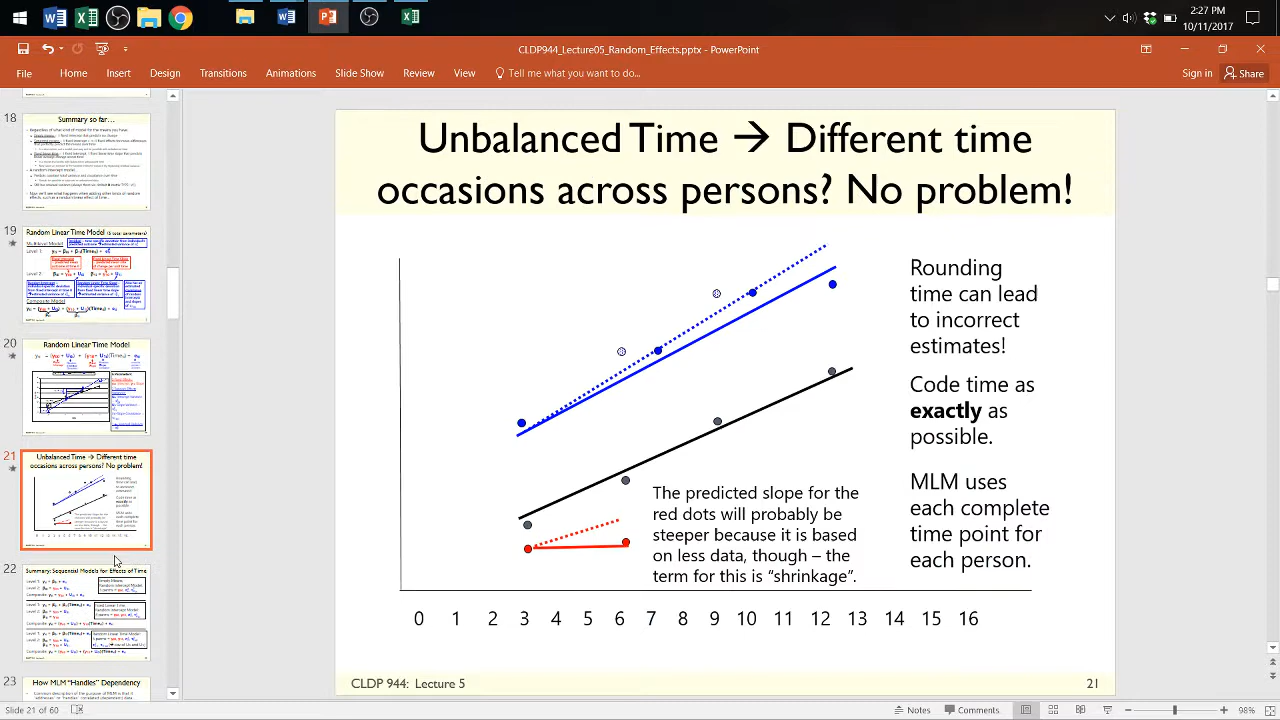 2:27 PM
10/11/2017
CLDP944_Lecture05_Random_Effects.pptx - PowerPoint
File Home Insert Design Transitions Animations Slide Show Review View Tell me what you want to do... Sign in Share
18
Summary so far…
19
Random Linear Time Model
20
Random Linear Time Model
21
Unbalanced Time → Different time
occasions across persons? No problem!
22
Summary: Sequential Models for Effects of Time
23
How MLM “Handles” Dependency
Unbalanced Time → Different time
occasions across persons? No problem!
Rounding
time can lead
to incorrect
estimates!
Code time as
exactly as
possible.
MLM uses
each complete
time point for
each person.
The predicted slope for the
red dots will probably be
steeper because it is based
on less data, though – the
term for this is “shrinkage”.
0 1 2 3 4 5 6 7 8 9 10 11 12 13 14 15 16
CLDP 944: Lecture 5
21
Slide 21 of 60
Notes Comments
98%